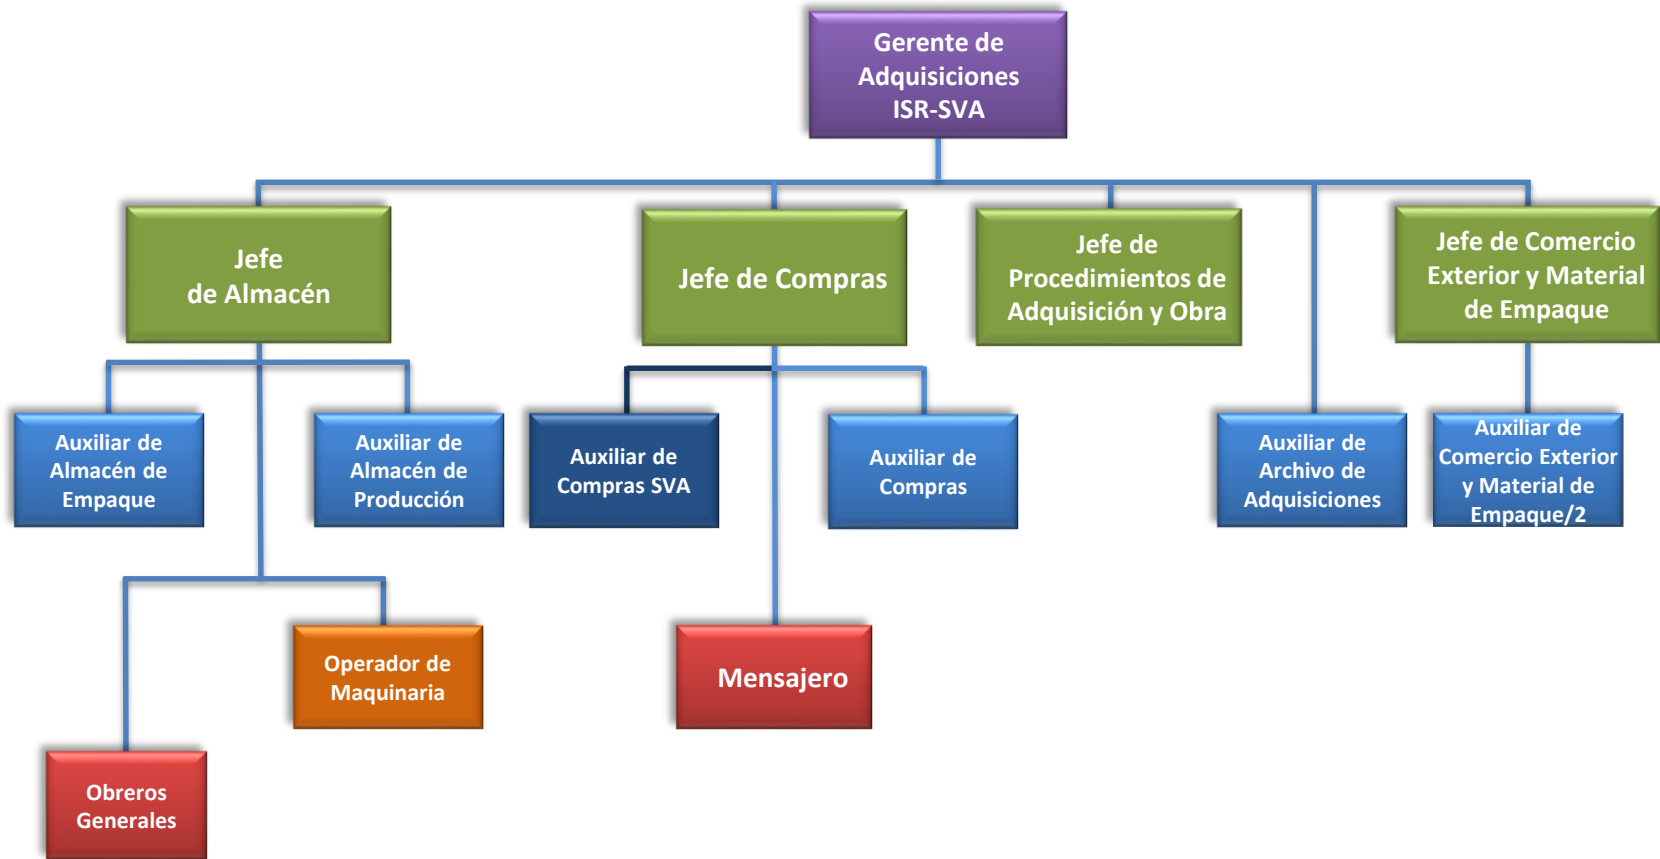 Gerente de
Adquisiciones
ISR-SVA
Jefe
de Almacén
Jefe de Compras
Jefe de
Procedimientos de
Adquisición y Obra
Jefe de Comercio
Exterior y Material
de Empaque
Auxiliar de
Almacén de
Empaque
Auxiliar de
Almacén de
Producción
Auxiliar de
Compras SVA
Auxiliar de
Compras
Auxiliar de
Archivo de
Adquisiciones
Auxiliar de
Comercio Exterior
y Material de
Empaque/2
Operador de
Maquinaria
Mensajero
Obreros
Generales